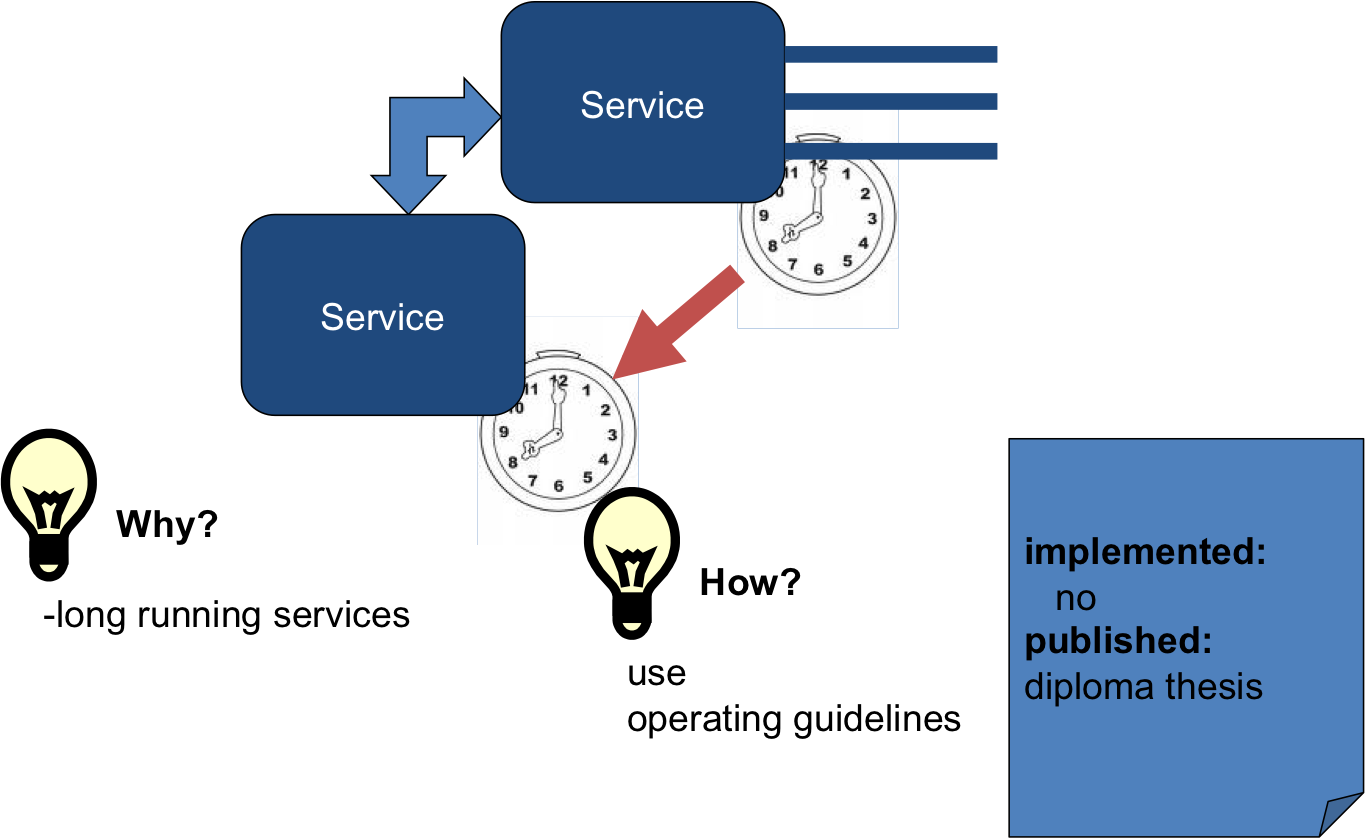 Service
11 12 1
0 2
9 3
8 4
7 6 5
Service
11 12 1
10 2
9 3
8 4
7 6 5
Why?
-long running services
How?
use
operating guidelines
implemented:
no
published:
diploma thesis